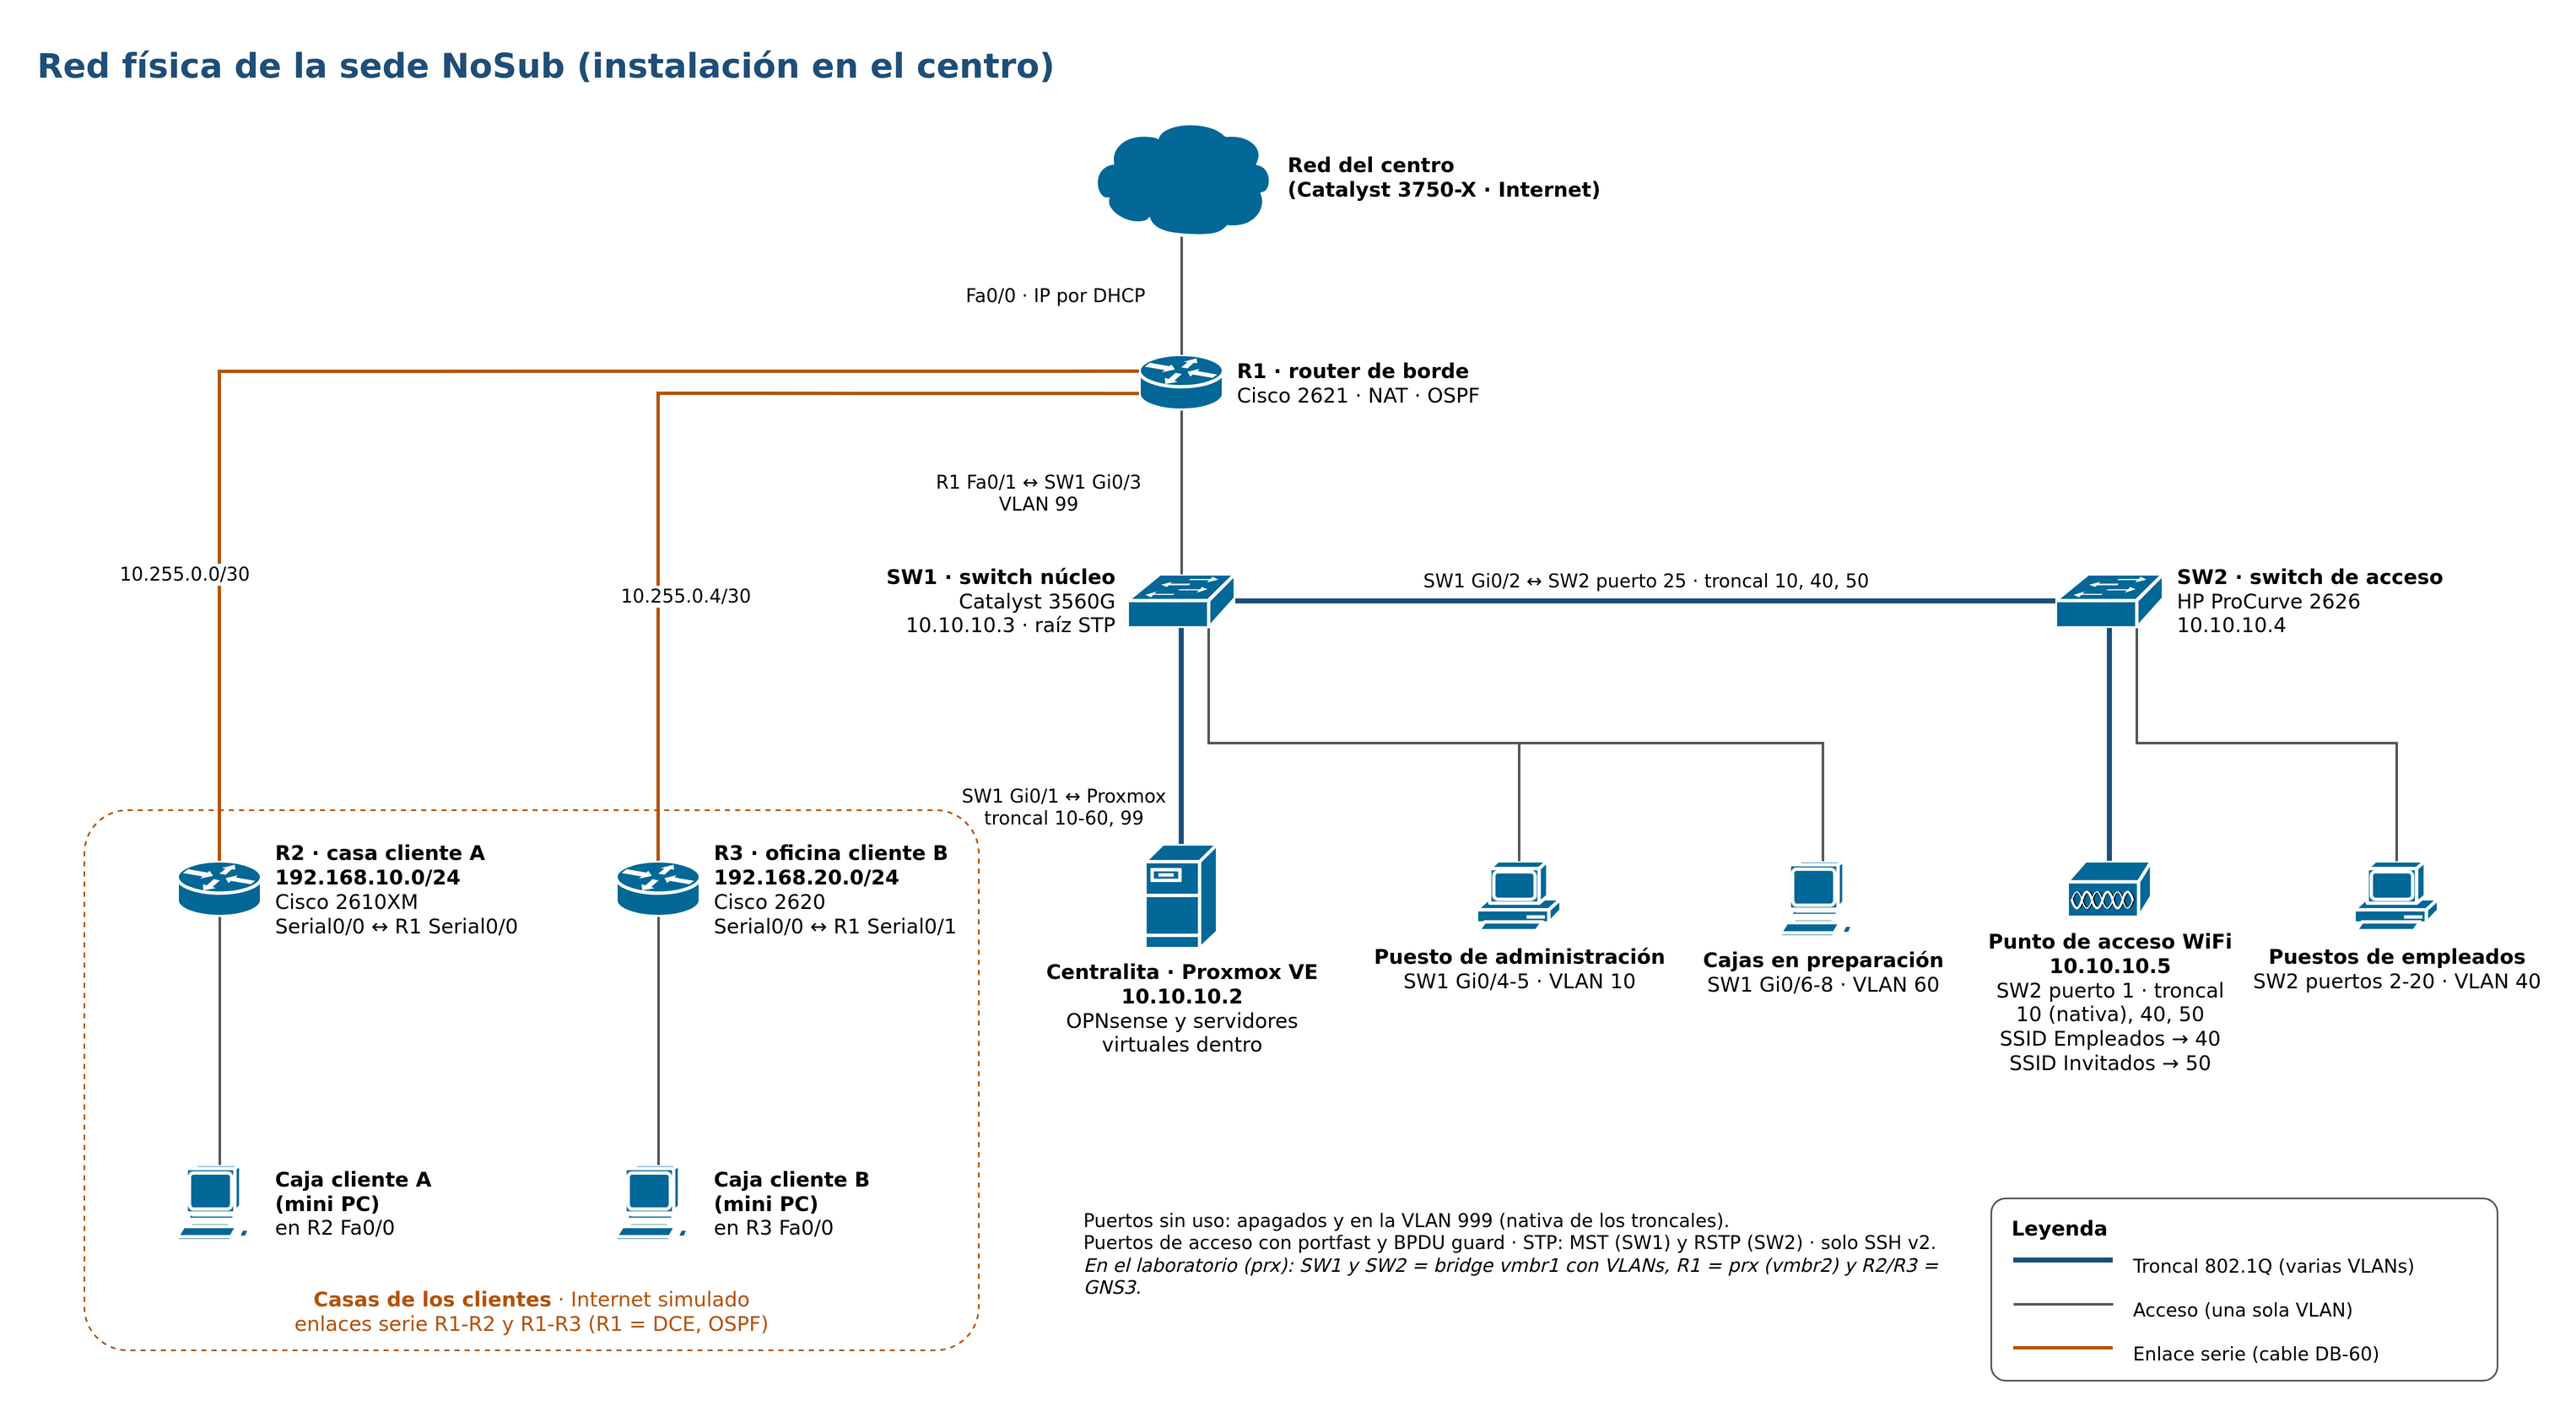 Red física de la sede NoSub (instalación en el centro)
Red del centro
(Catalyst 3750-X · Internet)
Fa0/0 · IP por DHCP
R1 · router de borde
Cisco 2621 · NAT · OSPF
R1 Fa0/1 ↔ SW1 Gi0/3
VLAN 99
10.255.0.0/30
10.255.0.4/30
SW1 · switch núcleo
Catalyst 3560G
10.10.10.3 · raíz STP
SW1 Gi0/2 ↔ SW2 puerto 25 · troncal 10, 40, 50
SW2 · switch de acceso
HP ProCurve 2626
10.10.10.4
SW1 Gi0/1 ↔ Proxmox
troncal 10-60, 99
R2 · casa cliente A
192.168.10.0/24
Cisco 2610XM
Serial0/0 ↔ R1 Serial0/0
R3 · oficina cliente B
192.168.20.0/24
Cisco 2620
Serial0/0 ↔ R1 Serial0/1
Centralita · Proxmox VE
10.10.10.2
OPNsense y servidores
virtuales dentro
Puesto de administración
SW1 Gi0/4-5 · VLAN 10
Cajas en preparación
SW1 Gi0/6-8 · VLAN 60
Punto de acceso WiFi
10.10.10.5
SW2 puerto 1 · troncal
10 (nativa), 40, 50
SSID Empleados → 40
SSID Invitados → 50
Puestos de empleados
SW2 puertos 2-20 · VLAN 40
Caja cliente A
(mini PC)
en R2 Fa0/0
Caja cliente B
(mini PC)
en R3 Fa0/0
Casas de los clientes · Internet simulado
enlaces serie R1-R2 y R1-R3 (R1 = DCE, OSPF)
Puertos sin uso: apagados y en la VLAN 999 (nativa de los troncales).
Puertos de acceso con portfast y BPDU guard · STP: MST (SW1) y RSTP (SW2) · solo SSH v2.
En el laboratorio (prx): SW1 y SW2 = bridge vmbr1 con VLANs, R1 = prx (vmbr2) y R2/R3 =
GNS3.
Leyenda
Troncal 802.1Q (varias VLANs)
Acceso (una sola VLAN)
Enlace serie (cable DB-60)